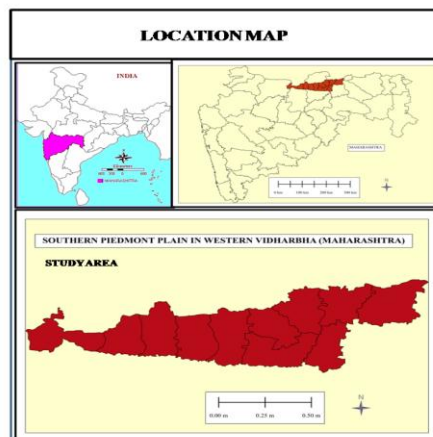 LOCATION MAP
INDIA
MAHARASHTRA
MAHARASHTRA
SOUTHERN PIEDMONT PLAIN IN WESTERN VIDHARBHA (MAHARASHTRA)
STUDY AREA
0.00 m 0.25 m 0.50 m